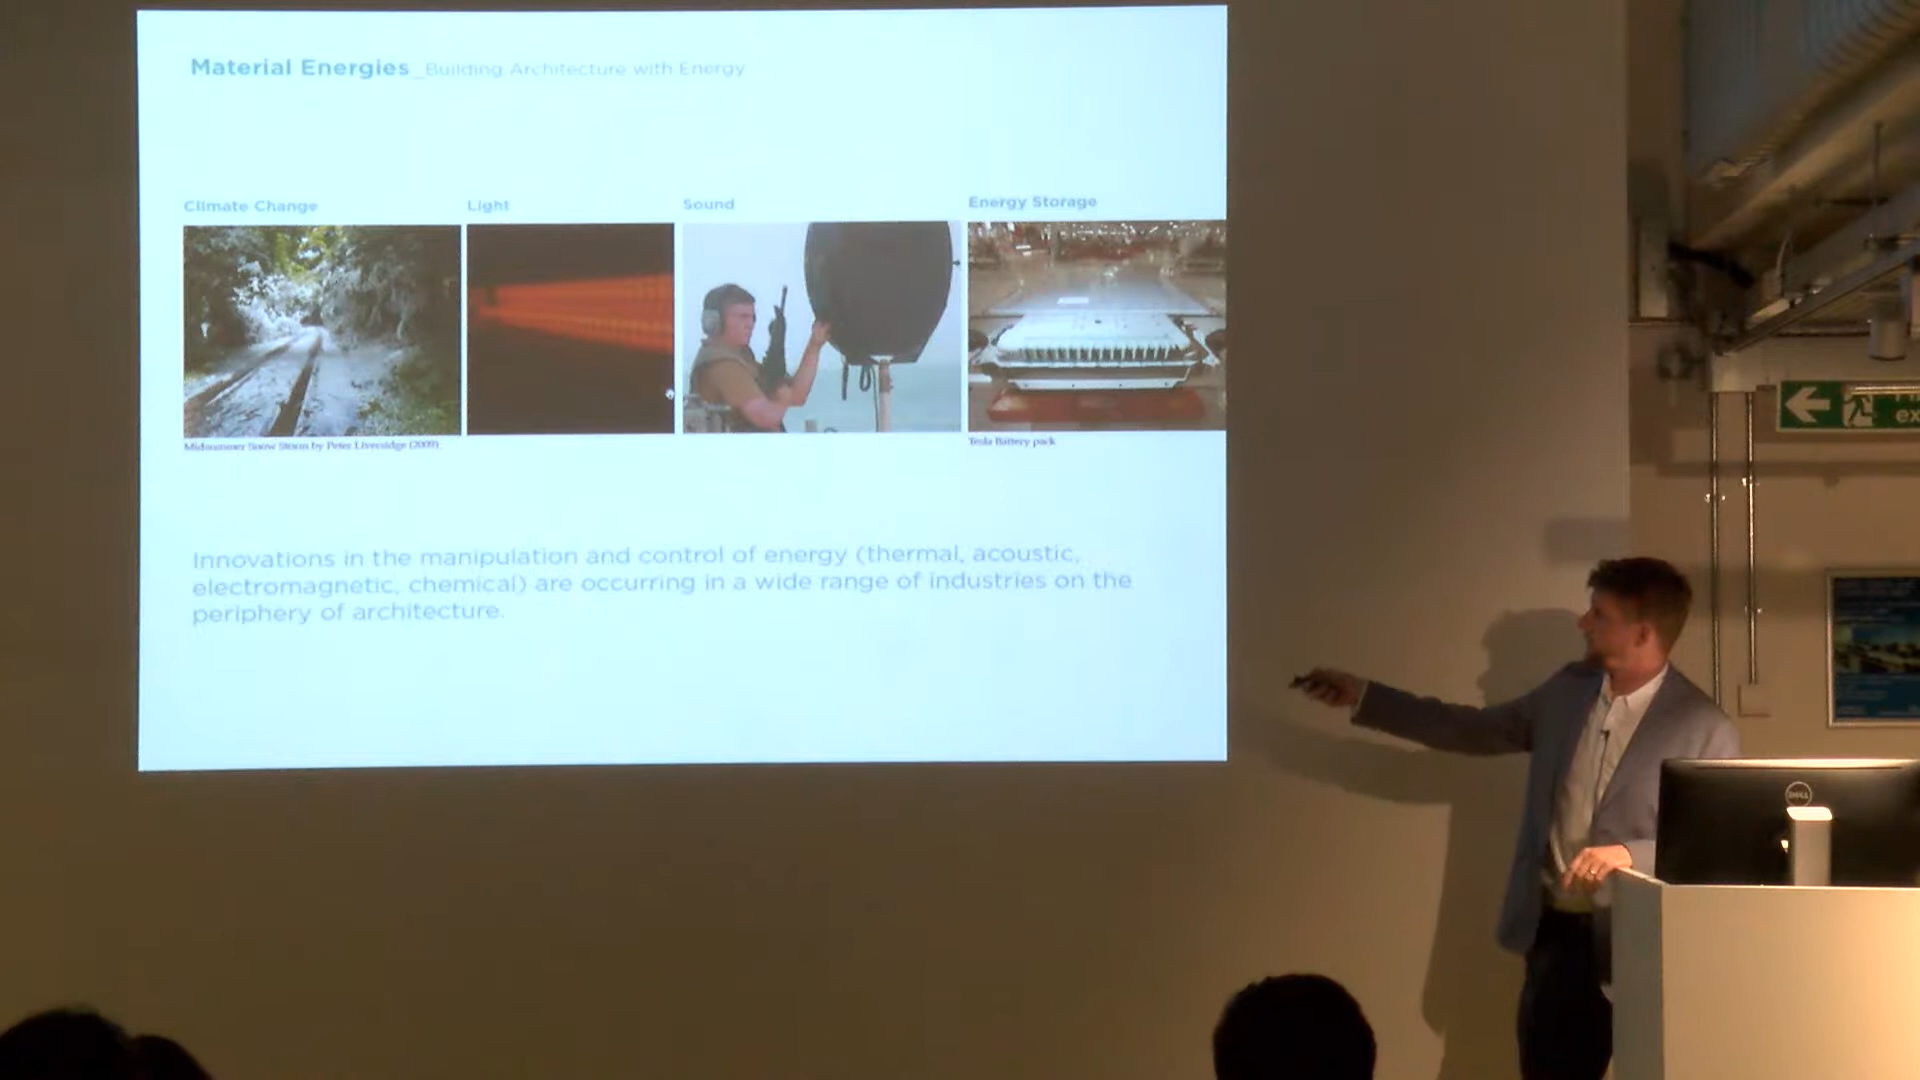 Material Energies_Building Architecture with Energy
Climate Change
Light
Sound
Energy Storage
Midsummer Snow Storm by Peter Liversidge (2009)
Tesla Battery pack
Innovations in the manipulation and control of energy (thermal, acoustic,
electromagnetic, chemical) are occurring in a wide range of industries on the
periphery of architecture.
ex
DELL